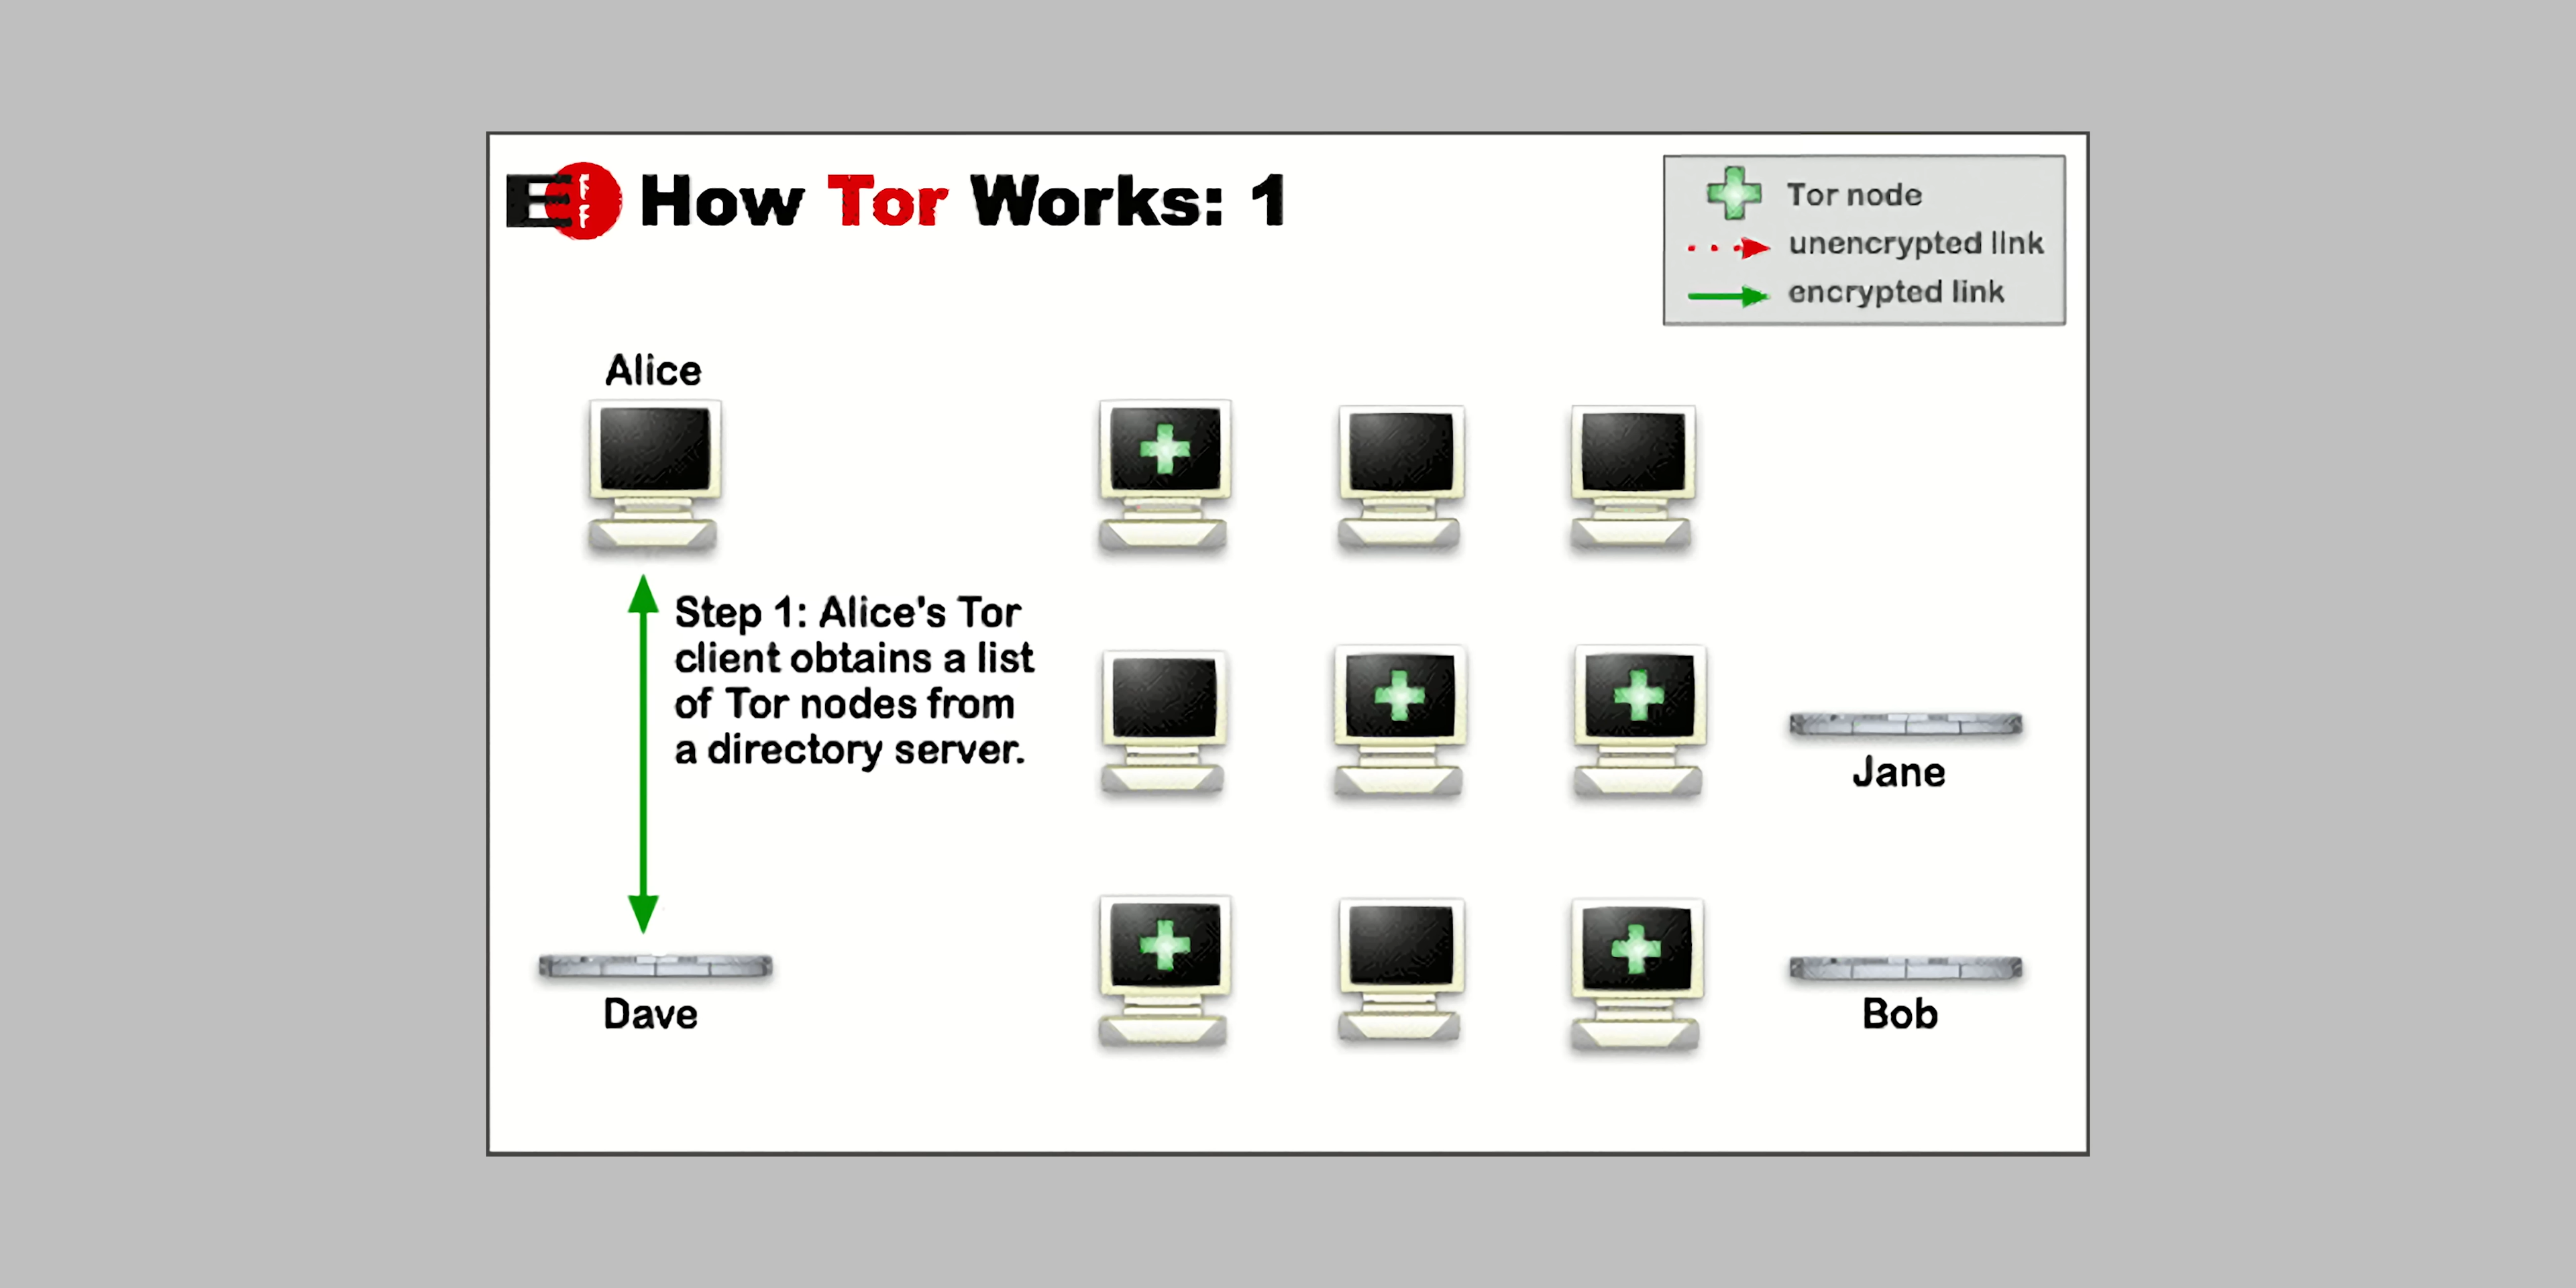 How Tor Works: 1
Tor node
unencrypted link
encrypted link
Alice
Step 1: Alice's Tor
client obtains a list
of Tor nodes from
a directory server.
Jane
Dave
Bob